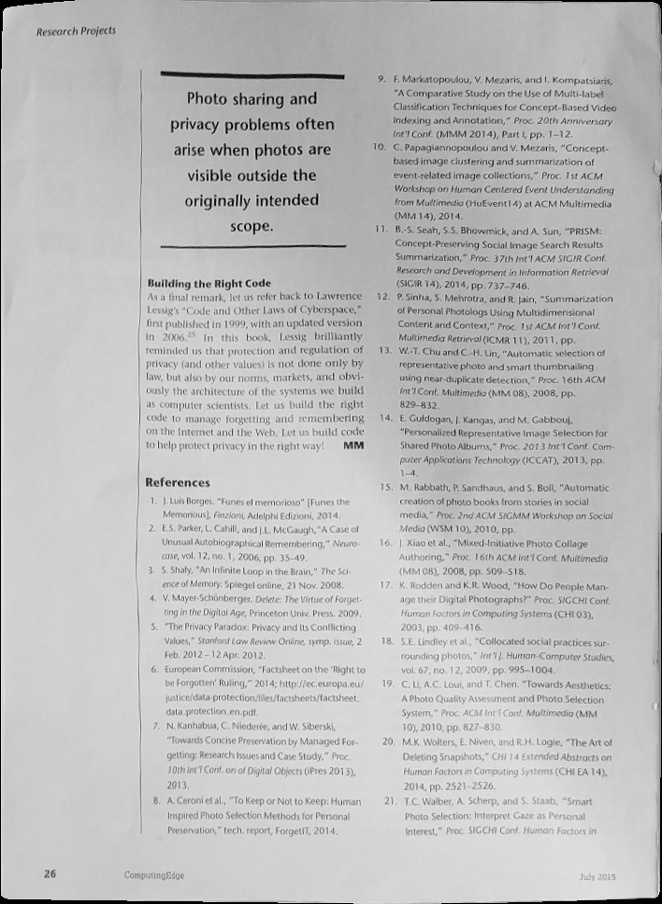 Research Projects
Photo sharing and
privacy problems often
arise when photos are
visible outside the
originally intended
scope.
Building the Right Code
As a final remark, let us refer back to Lawrence
Lessig's "Code and Other Laws of Cyberspace,"
first published in 1999, with an updated version
in 2006.25 In this book, Lessig brilliantly
reminded us that protection and regulation of
privacy (and other values) is not done only by
law, but also by our norms, markets, and obvi-
ously the architecture of the systems we build
as computer scientists. Let us build the right
code to manage forgetting and remembering
on the Internet and the Web. Let us build code
to help protect privacy in the right way! MM
References
1. J. Luis Borges. "Funes el memorioso" [Funes the
Memorious], Finzioni, Adelphi Edizioni, 2014.
2. E.S. Parker, L. Cahill, and J.L. McGaugh, "A Case of
Unusual Autobiographical Remembering," Neuro-
case, vol. 12, no. 1, 2006, pp. 35–49.
3. S. Shafy, "An Infinite Loop in the Brain," The Sci-
ence of Memory. Spiegel online, 21 Nov. 2008.
4. V. Mayer-Schönberger. Delete: The Virtue of Forget-
ting in the Digital Age, Princeton Univ. Press. 2009.
5. "The Privacy Paradox: Privacy and Its Conflicting
Values," Stanford Law Review Online, symp. issue, 2
Feb. 2012 – 12 Apr. 2012.
6. European Commission, "Factsheet on the 'Right to
be Forgotten' Ruling," 2014; http://ec.europa.eu/
justice/data-protection/files/factsheets/factsheet_
data_protection_en.pdf.
7. N. Kanhabua, C. Niederée, and W. Siberski,
"Towards Concise Preservation by Managed For-
getting: Research Issues and Case Study," Proc.
10th Int'l Conf. on of Digital Objects (iPres 2013),
2013.
8. A. Ceroni et al., "To Keep or Not to Keep: Human
Inspired Photo Selection Methods for Personal
Preservation," tech. report, ForgetIT, 2014.
9. F. Markatopoulou, V. Mezaris, and I. Kompatsiaris,
"A Comparative Study on the Use of Multi-label
Classification Techniques for Concept-Based Video
Indexing and Annotation," Proc. 20th Anniversary
Int'l Conf. (MMM 2014), Part I, pp. 1–12.
10. C. Papagiannopoulou and V. Mezaris, "Concept-
based image clustering and summarization of
event-related image collections," Proc. 1st ACM
Workshop on Human Centered Event Understanding
from Multimedia (HuEvent14) at ACM Multimedia
(MM 14), 2014.
11. B.-S. Seah, S.S. Bhowmick, and A. Sun, "PRISM:
Concept-Preserving Social Image Search Results
Summarization," Proc. 37th Int'l ACM SIGIR Conf.
Research and Development in Information Retrieval
(SIGIR 14), 2014, pp. 737–746.
12. P. Sinha, S. Mehrotra, and R. Jain, "Summarization
of Personal Photologs Using Multidimensional
Content and Context," Proc. 1st ACM Int'l Conf.
Multimedia Retrieval (ICMR 11), 2011, pp.
13. W.-T. Chu and C.-H. Lin, "Automatic selection of
representative photo and smart thumbnailing
using near-duplicate detection," Proc. 16th ACM
Int'l Conf. Multimedia (MM 08), 2008, pp.
829–832.
14. E. Guldogan, J. Kangas, and M. Gabbouj,
"Personalized Representative Image Selection for
Shared Photo Albums," Proc. 2013 Int'l Conf. Com-
puter Applications Technology (ICCAT), 2013, pp.
1–4.
15. M. Rabbath, P. Sandhaus, and S. Boll, "Automatic
creation of photo books from stories in social
media," Proc. 2nd ACM SIGMM Workshop on Social
Media (WSM 10), 2010, pp.
16. J. Xiao et al., "Mixed-Initiative Photo Collage
Authoring," Proc. 16th ACM Int'l Conf. Multimedia
(MM 08), 2008, pp. 509–518.
17. K. Rodden and K.R. Wood, "How Do People Man-
age their Digital Photographs?" Proc. SIGCHI Conf.
Human Factors in Computing Systems (CHI 03),
2003, pp. 409–416.
18. S.E. Lindley et al., "Collocated social practices sur-
rounding photos," Int'l J. Human-Computer Studies,
vol. 67, no. 12, 2009, pp. 995–1004.
19. C. Li, A.C. Loui, and T. Chen. "Towards Aesthetics:
A Photo Quality Assessment and Photo Selection
System," Proc. ACM Int'l Conf. Multimedia (MM
10), 2010, pp. 827–830.
20. M.K. Wolters, E. Niven, and R.H. Logie, "The Art of
Deleting Snapshots," CHI 14 Extended Abstracts on
Human Factors in Computing Systems (CHI EA 14),
2014, pp. 2521–2526.
21. T.C. Walber, A. Scherp, and S. Staab, "Smart
Photo Selection: Interpret Gaze as Personal
Interest," Proc. SIGCHI Conf. Human Factors in
26
ComputingEdge
July 2015